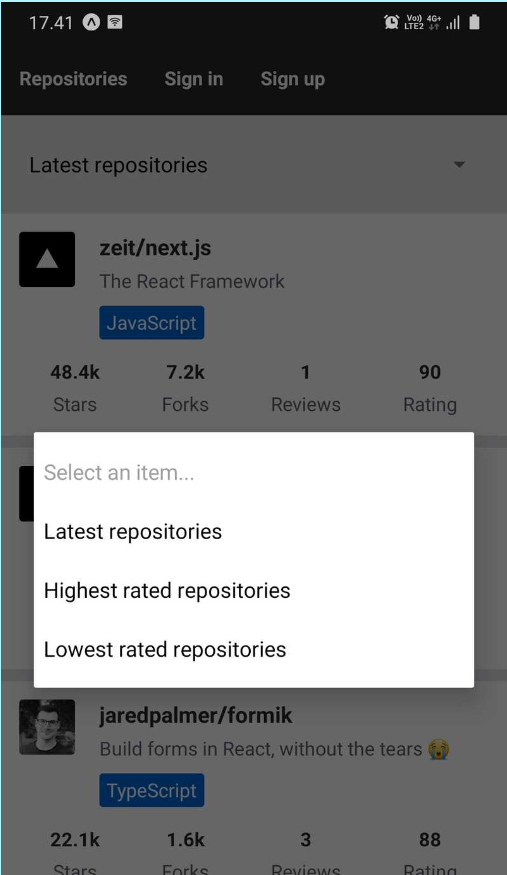 17.41
Vo)) 4G+
LTE2
Repositories Sign in Sign up
Latest repositories
zeit/next.js
The React Framework
JavaScript
48.4k 7.2k 1 90
Stars Forks Reviews Rating
Select an item...
Latest repositories
Highest rated repositories
Lowest rated repositories
jaredpalmer/formik
Build forms in React, without the tears 😭
TypeScript
22.1k 1.6k 3 88
Stars Forks Reviews Rating